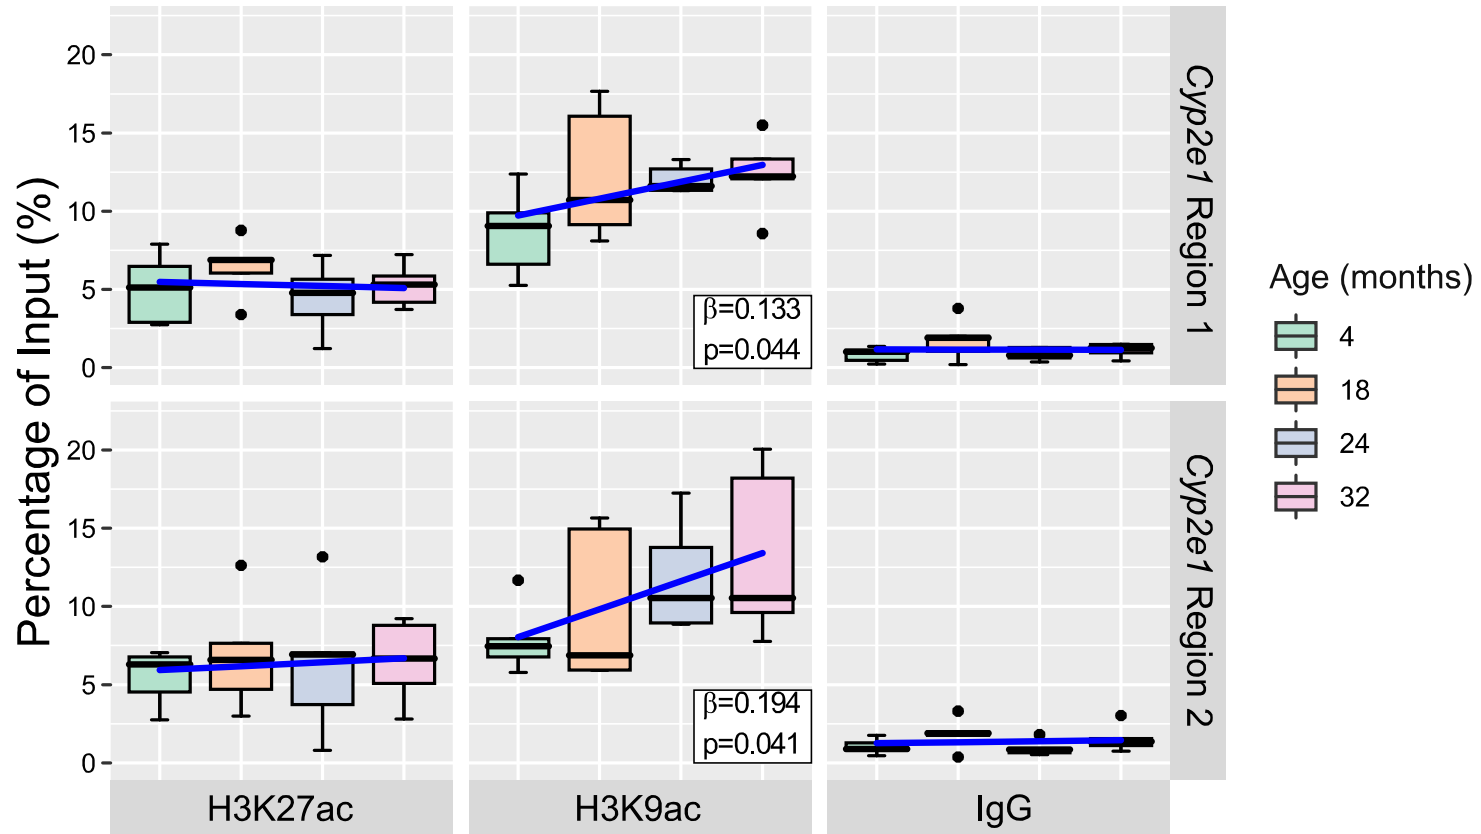 Percentage of Input (%)
20
15
10
5
0
β=0.133
p=0.044
Cyp2e1 Region 1
20
15
10
5
0
β=0.194
p=0.041
Cyp2e1 Region 2
H3K27ac
H3K9ac
IgG
Age (months)
4
18
24
32